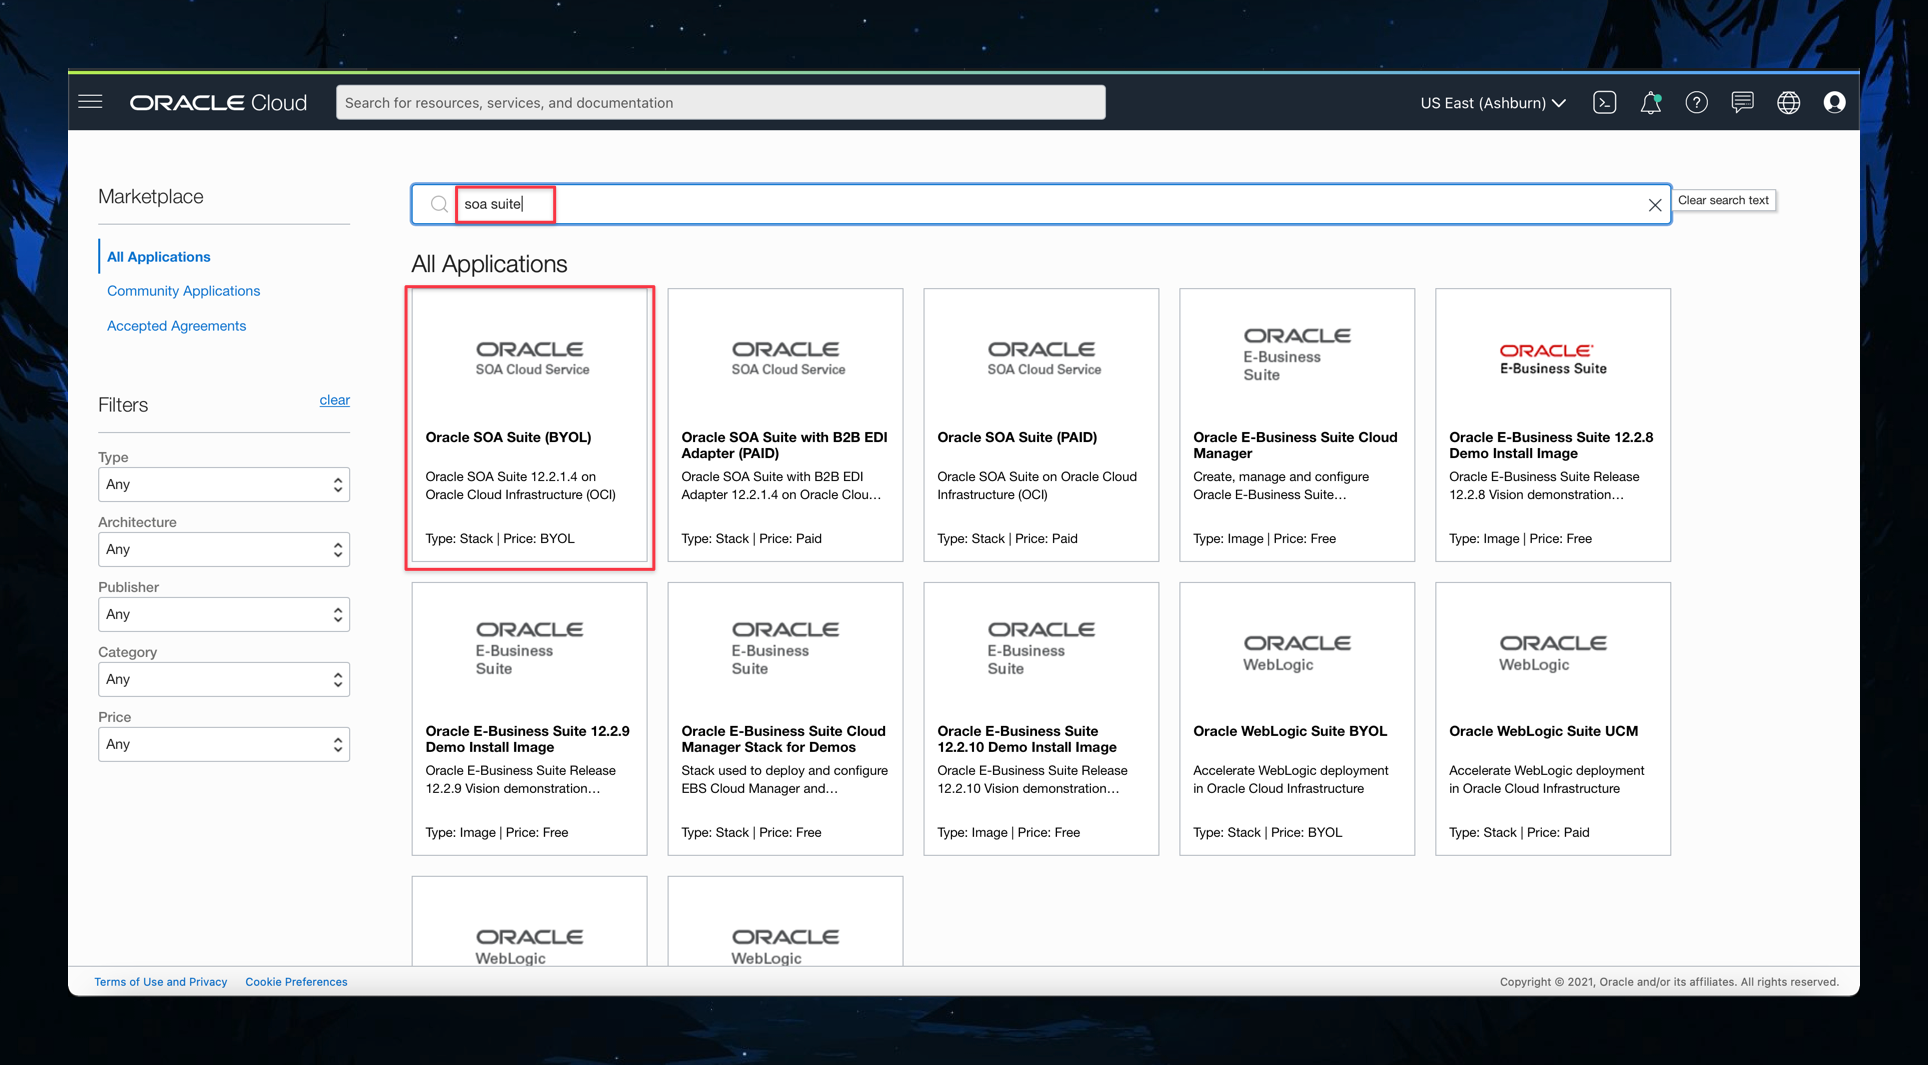 ORACLE Cloud
Search for resources, services, and documentation
US East (Ashburn)
Marketplace
All Applications
Community Applications
Accepted Agreements
Filters
clear
Type
Any
Architecture
Any
Publisher
Any
Category
Any
Price
Any
soa suite
Clear search text
All Applications
ORACLE
SOA Cloud Service
Oracle SOA Suite (BYOL)
Oracle SOA Suite 12.2.1.4 on
Oracle Cloud Infrastructure (OCI)
Type: Stack | Price: BYOL
ORACLE
SOA Cloud Service
Oracle SOA Suite with B2B EDI
Adapter (PAID)
Oracle SOA Suite with B2B EDI
Adapter 12.2.1.4 on Oracle Clou...
Type: Stack | Price: Paid
ORACLE
SOA Cloud Service
Oracle SOA Suite (PAID)
Oracle SOA Suite on Oracle Cloud
Infrastructure (OCI)
Type: Stack | Price: Paid
ORACLE
E-Business
Suite
Oracle E-Business Suite Cloud
Manager
Create, manage and configure
Oracle E-Business Suite...
Type: Image | Price: Free
ORACLE
E-Business Suite
Oracle E-Business Suite 12.2.8
Demo Install Image
Oracle E-Business Suite Release
12.2.8 Vision demonstration...
Type: Image | Price: Free
ORACLE
E-Business
Suite
Oracle E-Business Suite 12.2.9
Demo Install Image
Oracle E-Business Suite Release
12.2.9 Vision demonstration...
Type: Image | Price: Free
ORACLE
E-Business
Suite
Oracle E-Business Suite Cloud
Manager Stack for Demos
Stack used to deploy and configure
EBS Cloud Manager and...
Type: Stack | Price: Free
ORACLE
E-Business
Suite
Oracle E-Business Suite
12.2.10 Demo Install Image
Oracle E-Business Suite Release
12.2.10 Vision demonstration...
Type: Image | Price: Free
ORACLE
WebLogic
Oracle WebLogic Suite BYOL
Accelerate WebLogic deployment
in Oracle Cloud Infrastructure
Type: Stack | Price: BYOL
ORACLE
WebLogic
Oracle WebLogic Suite UCM
Accelerate WebLogic deployment
in Oracle Cloud Infrastructure
Type: Stack | Price: Paid
ORACLE
WebLogic
ORACLE
WebLogic
Terms of Use and Privacy
Cookie Preferences
Copyright © 2021, Oracle and/or its affiliates. All rights reserved.